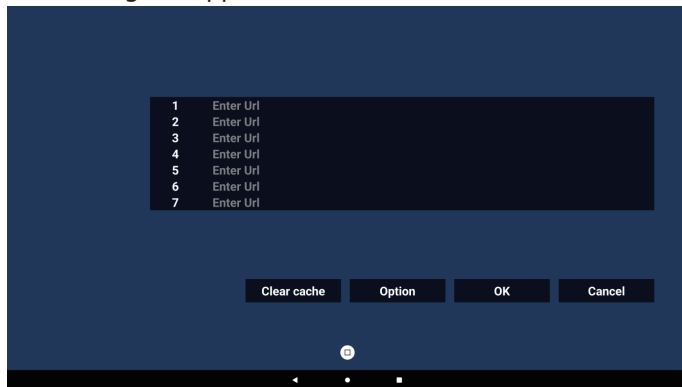 1 Enter Url
2 Enter Url
3 Enter Url
4 Enter Url
5 Enter Url
6 Enter Url
7 Enter Url
Clear cache Option OK Cancel